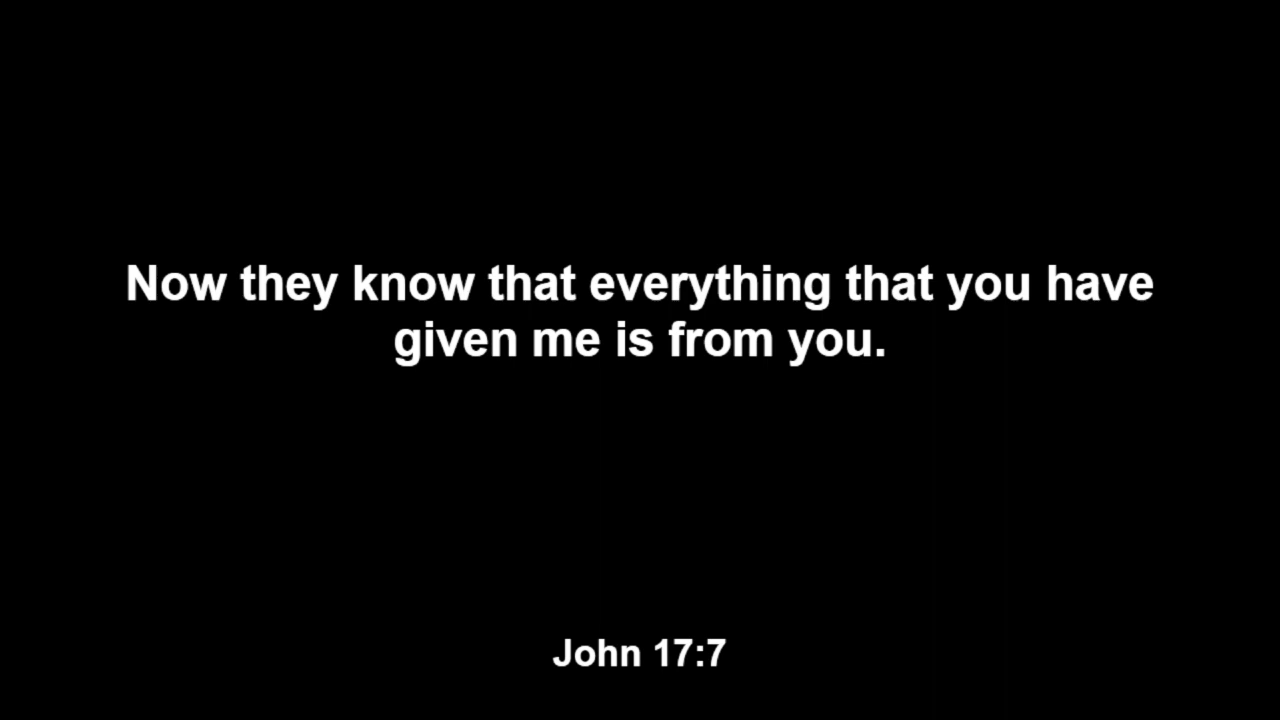 Now they know that everything that you have
given me is from you.
John 17:7